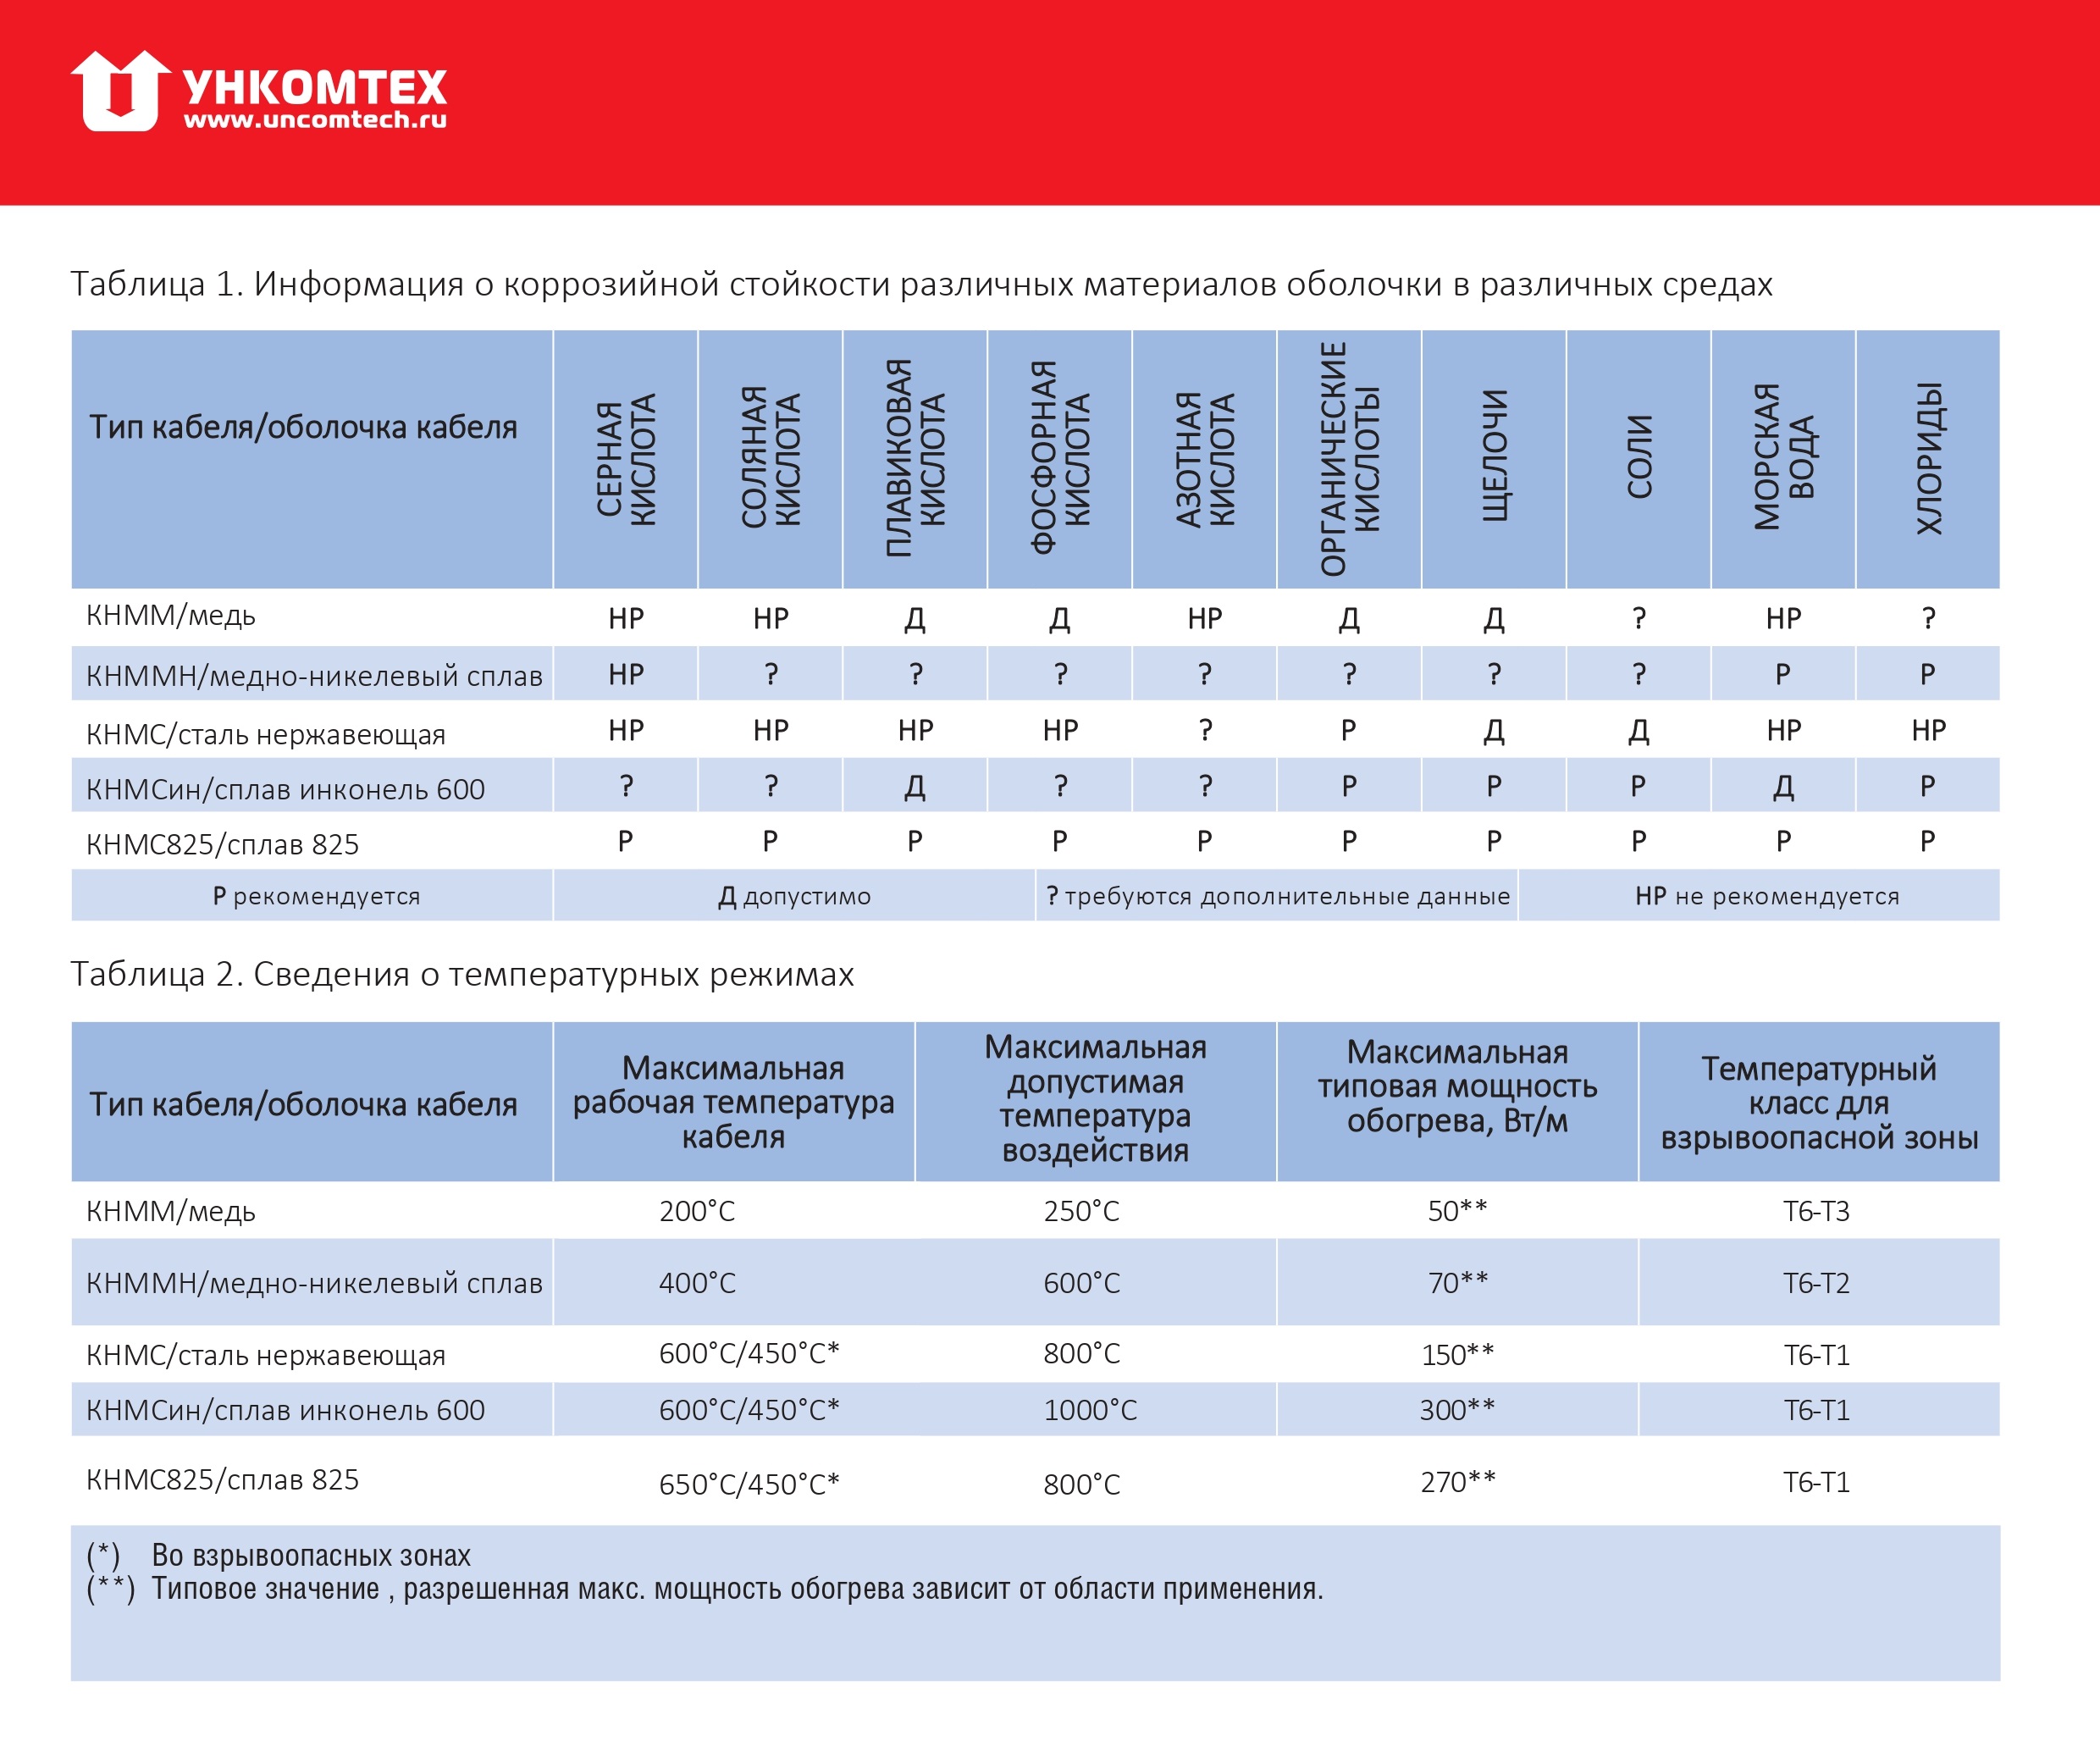 УНКОМТЕХ
www.uncomtech.ru
Таблица 1. Информация о коррозийной стойкости различных материалов оболочки в различных средах
Тип кабеля/оболочка кабеля
СЕРНАЯ
КИСЛОТА
СОЛЯНАЯ
КИСЛОТА
ПЛАВИКОВАЯ
КИСЛОТА
ФОСФОРНАЯ
КИСЛОТА
АЗОТНАЯ
КИСЛОТА
ОРГАНИЧЕСКИЕ
КИСЛОТЫ
ЩЕЛОЧИ
СОЛИ
МОРСКАЯ
ВОДА
ХЛОРИДЫ
КНММ/медь НР НР Д Д НР Д Д ? НР ?
КНММН/медно-никелевый сплав НР ? ? ? ? ? ? ? Р Р
КНМС/сталь нержавеющая НР НР НР НР ? Р Д Д НР НР
КНМСин/сплав инконель 600 ? ? Д ? ? Р Р Р Д Р
КНМС825/сплав 825 Р Р Р Р Р Р Р Р Р Р
Р рекомендуется Д допустимо ? требуются дополнительные данные НР не рекомендуется
Таблица 2. Сведения о температурных режимах
Тип кабеля/оболочка кабеля
Максимальная
рабочая температура
кабеля
Максимальная
допустимая
температура
воздействия
Максимальная
типовая мощность
обогрева, Вт/м
Температурный
класс для
взрывоопасной зоны
КНММ/медь 200°С 250°С 50** Т6-Т3
КНММН/медно-никелевый сплав 400°С 600°С 70** Т6-Т2
КНМС/сталь нержавеющая 600°С/450°С* 800°С 150** Т6-Т1
КНМСин/сплав инконель 600 600°С/450°С* 1000°С 300** Т6-Т1
КНМС825/сплав 825 650°С/450°С* 800°С 270** Т6-Т1
(*) Во взрывоопасных зонах
(**) Типовое значение , разрешенная макс. мощность обогрева зависит от области применения.